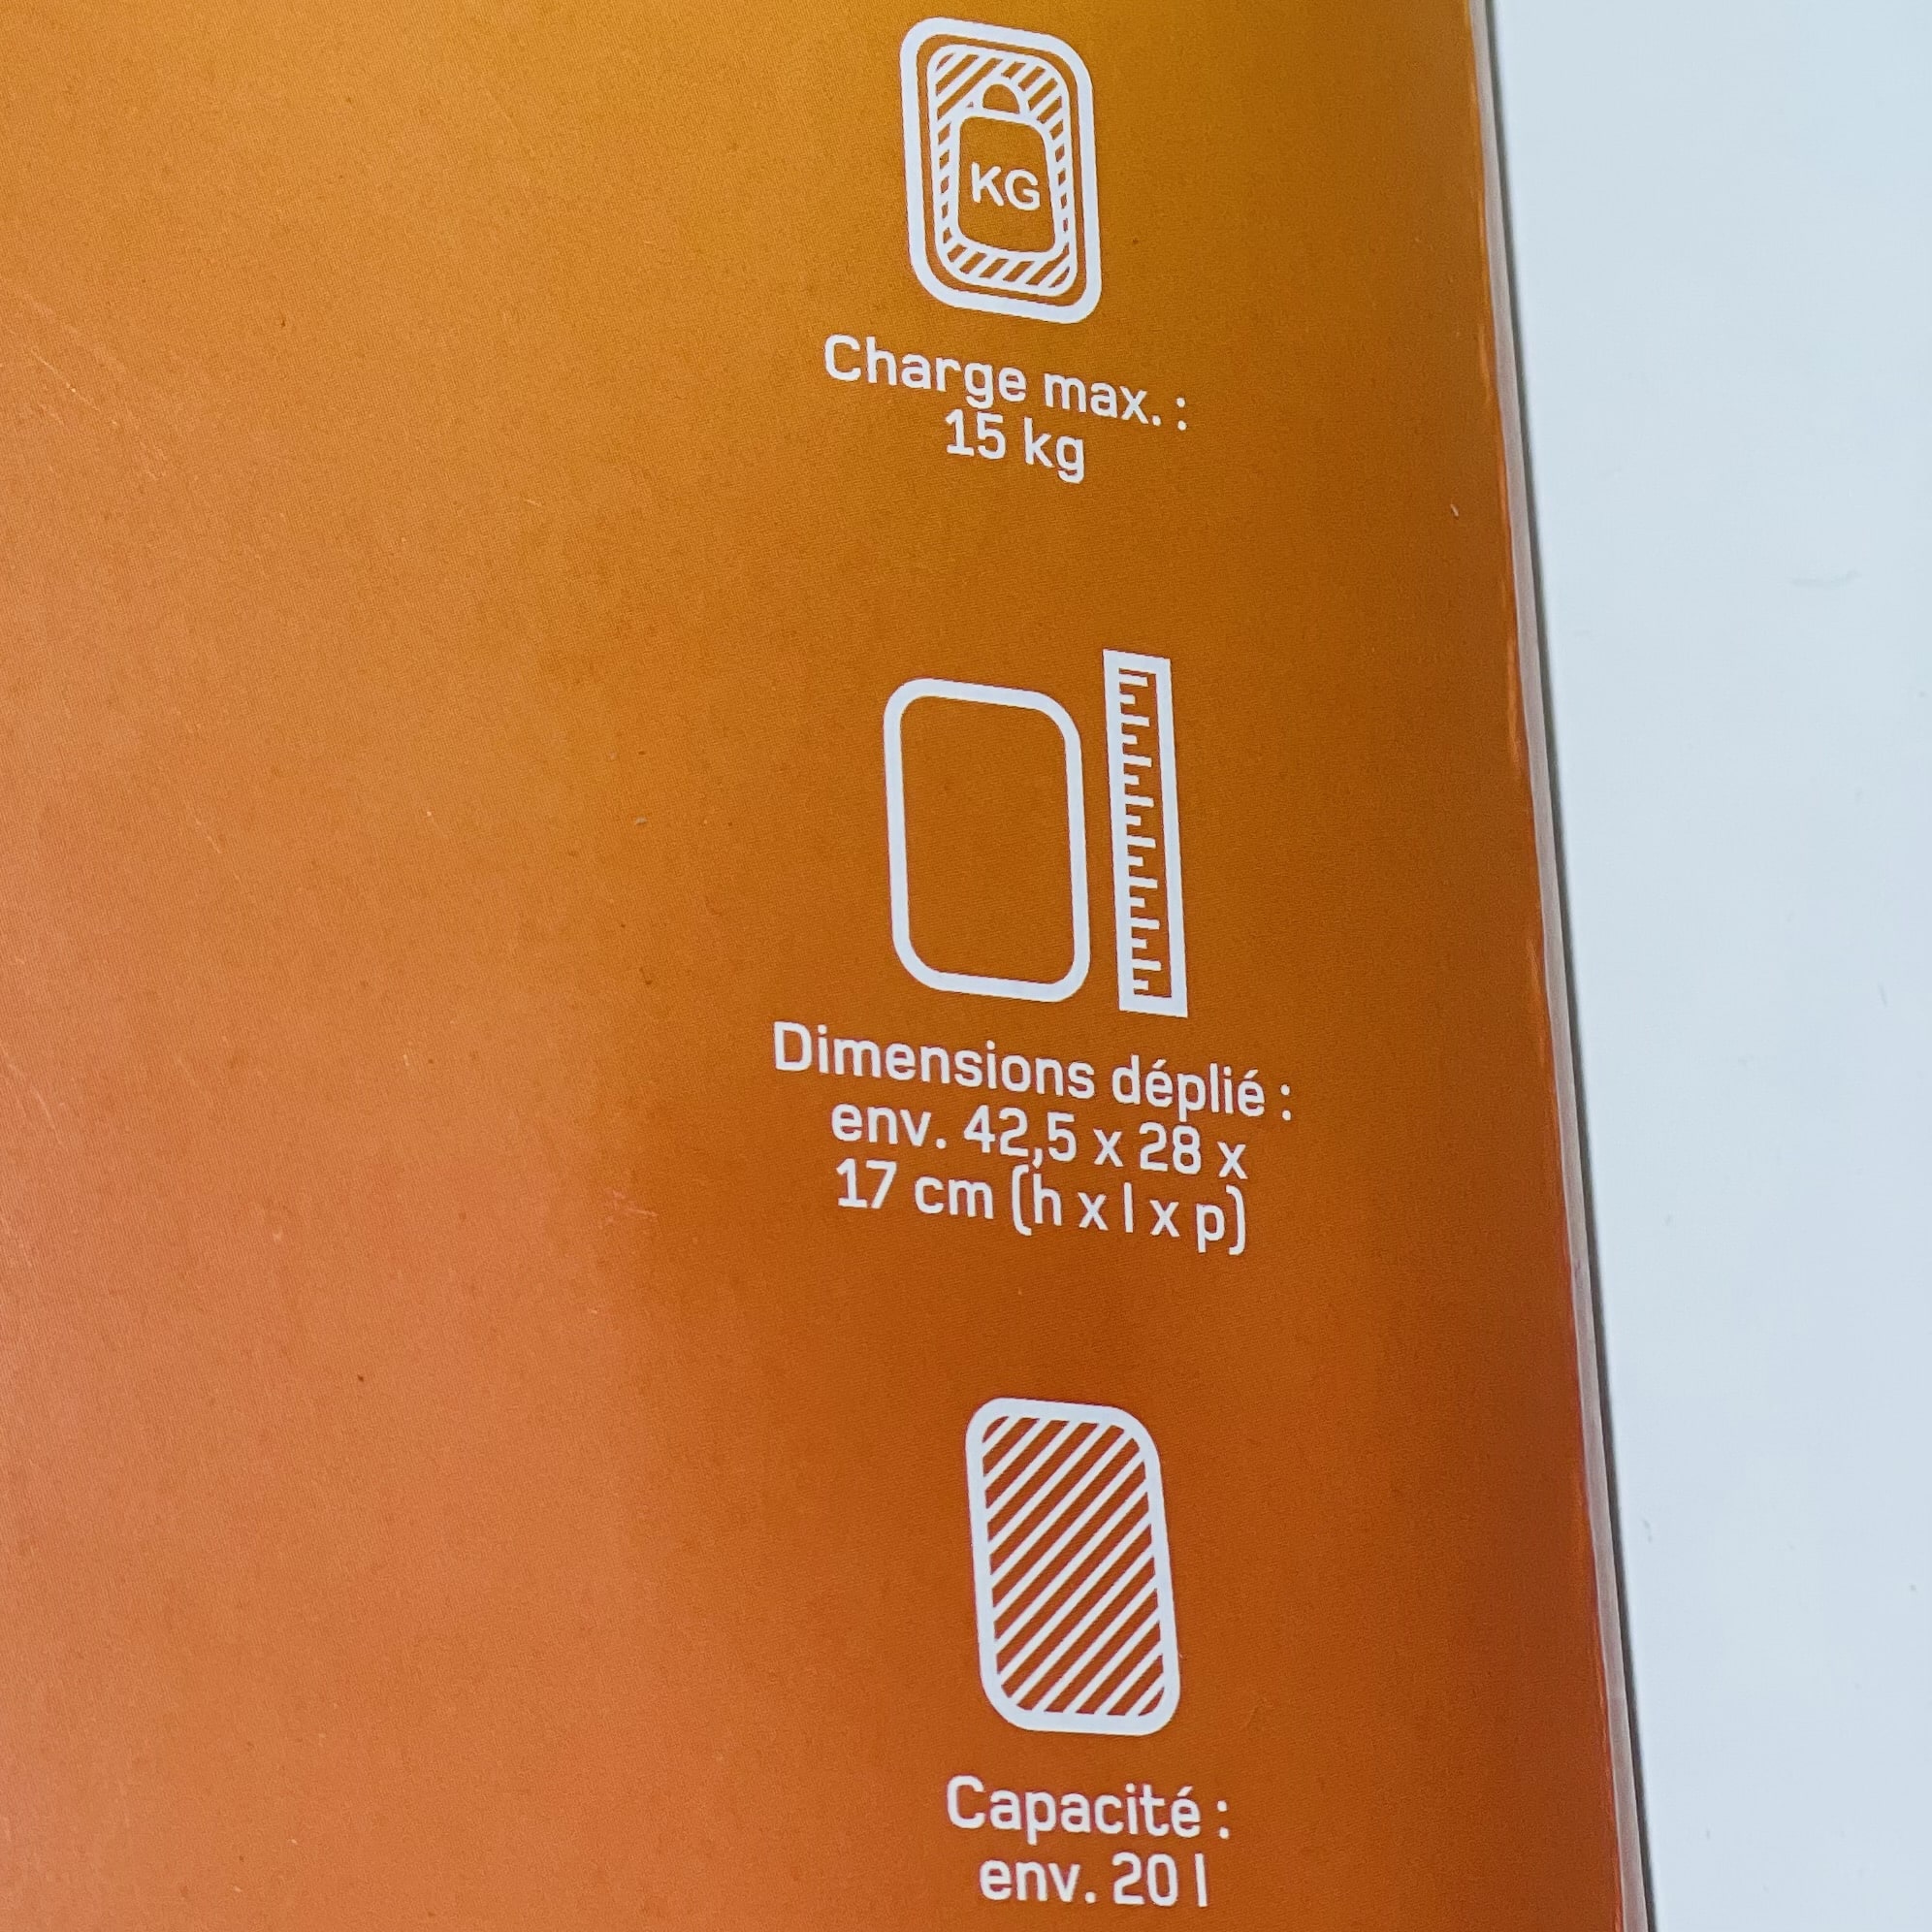 KG
Charge max. :
15 kg
Dimensions déplié :
env. 42,5 x 28 x
17 cm (h x l x p)
Capacité :
env. 20 l